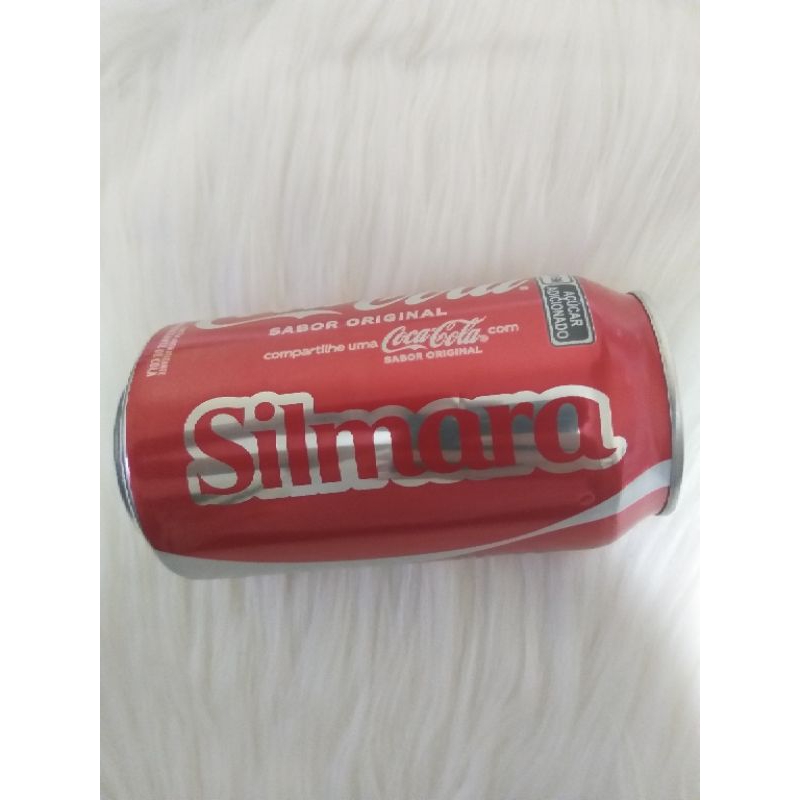 Coca-Cola®
SABOR ORIGINAL
compartilhe uma Coca-Cola® com
SABOR ORIGINAL
Silmara
AÇÚCAR
ADICIONADO